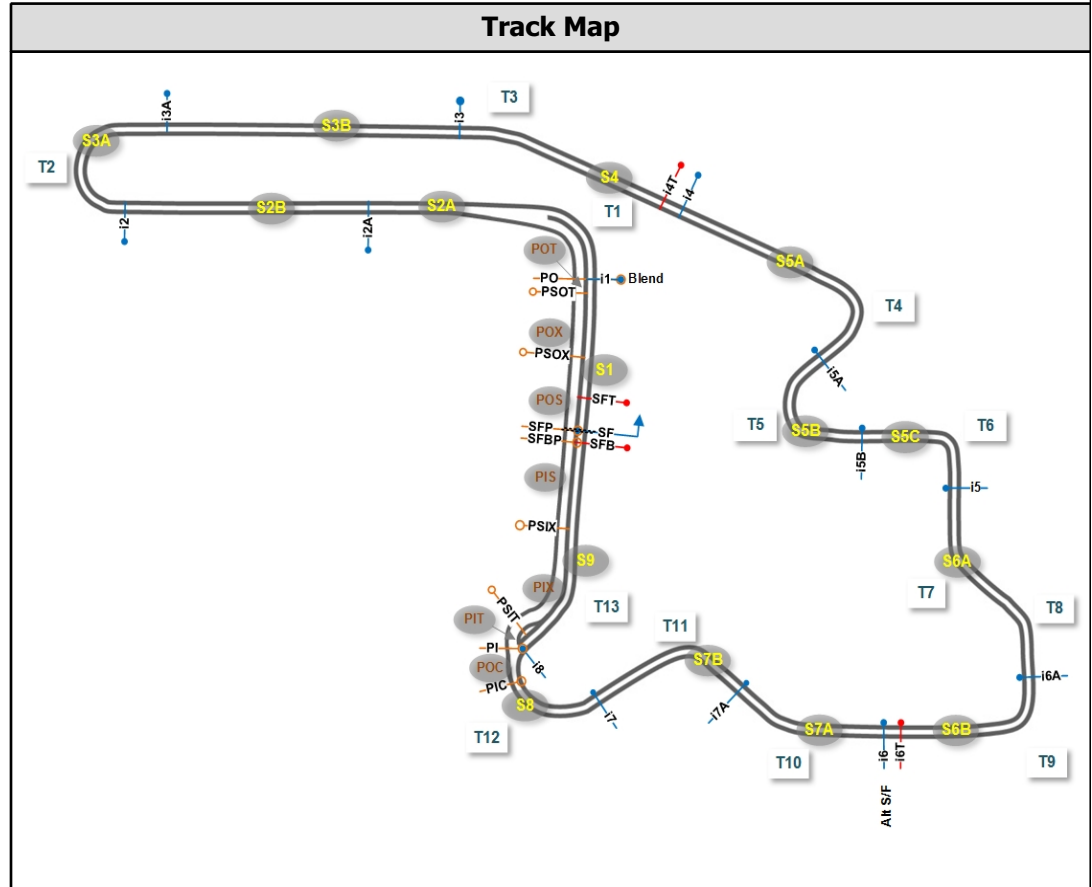 Track Map
i3A
S3B
i3
T3
S3A
T2
S4
i4T
i4
T1
i2
S2B
i2A
S2A
POT
S5A
PO
i1
Blend
PSOT
T4
POX
PSOX
S1
i5A
POS
SFT
T5
S5B
S5C
T6
SFP
SF
SFBP
SFB
i5B
PIS
i5
PSIX
S9
S6A
T7
PIX
PSIT
T13
T8
PIT
T11
PI
i8
S7B
POC
PIC
i7
i7A
i6A
S8
T12
S7A
i6
i6T
S6B
T10
T9
Alt S/F